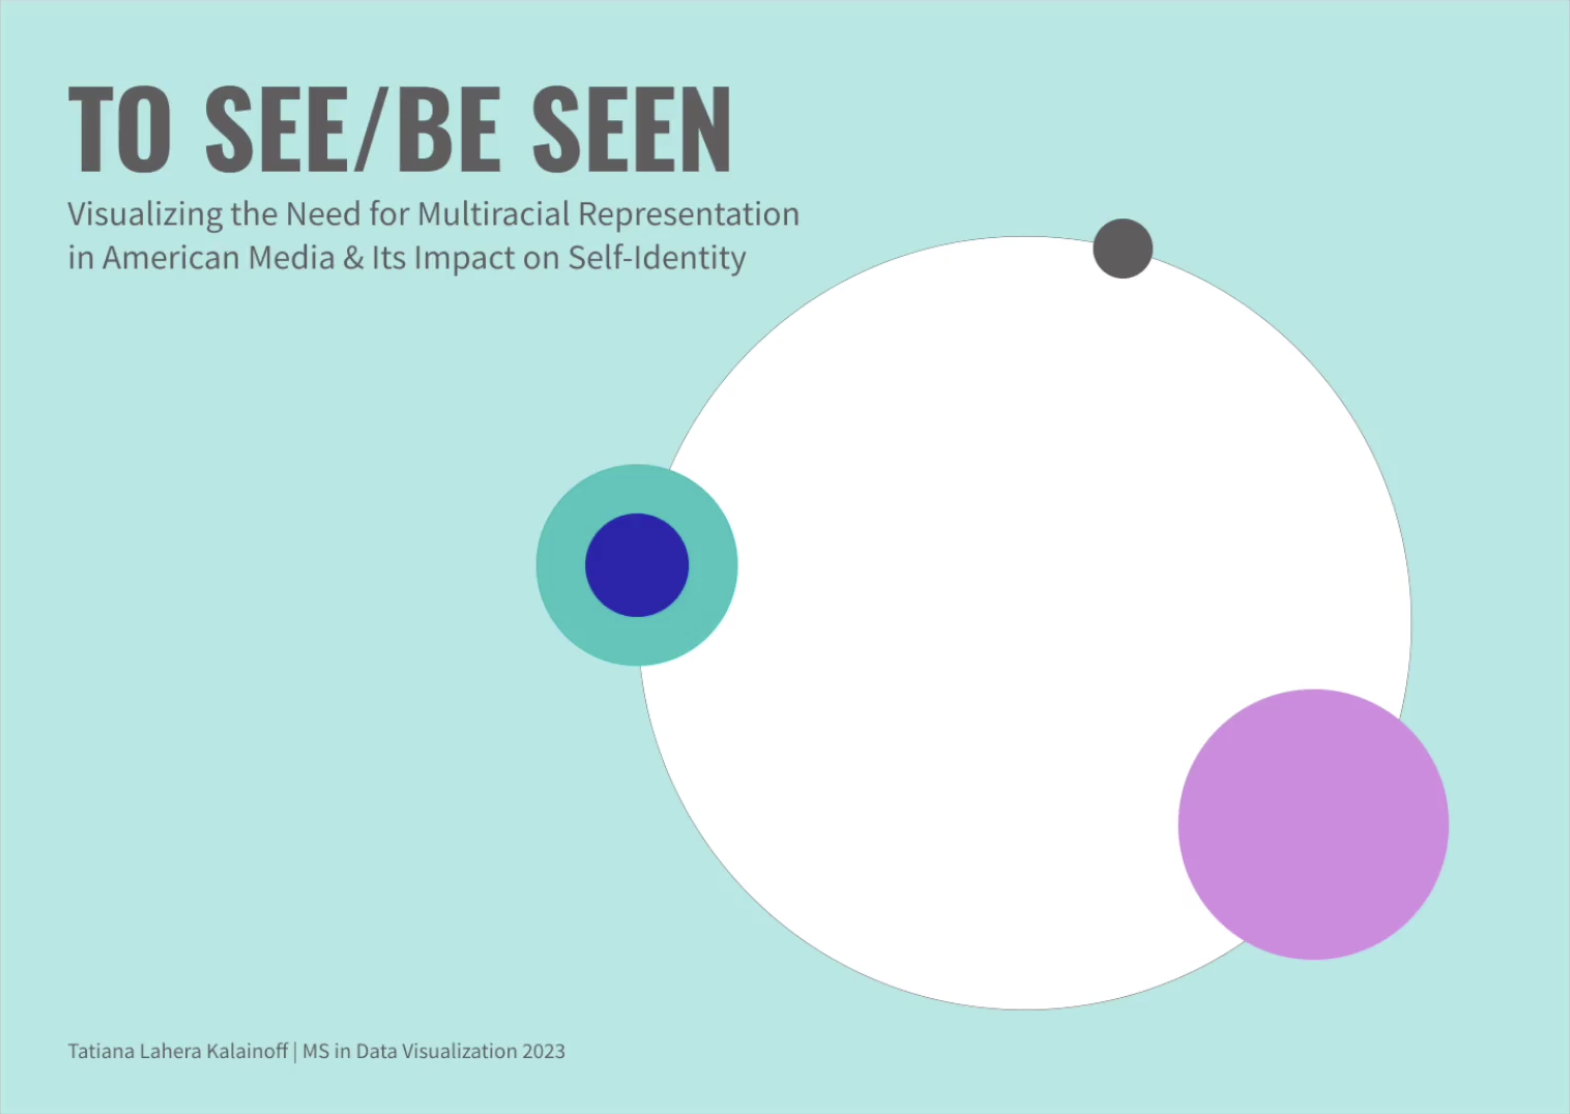 TO SEE/BE SEEN
Visualizing the Need for Multiracial Representation
in American Media & Its Impact on Self-Identity
Tatiana Lahera Kalainoff | MS in Data Visualization 2023